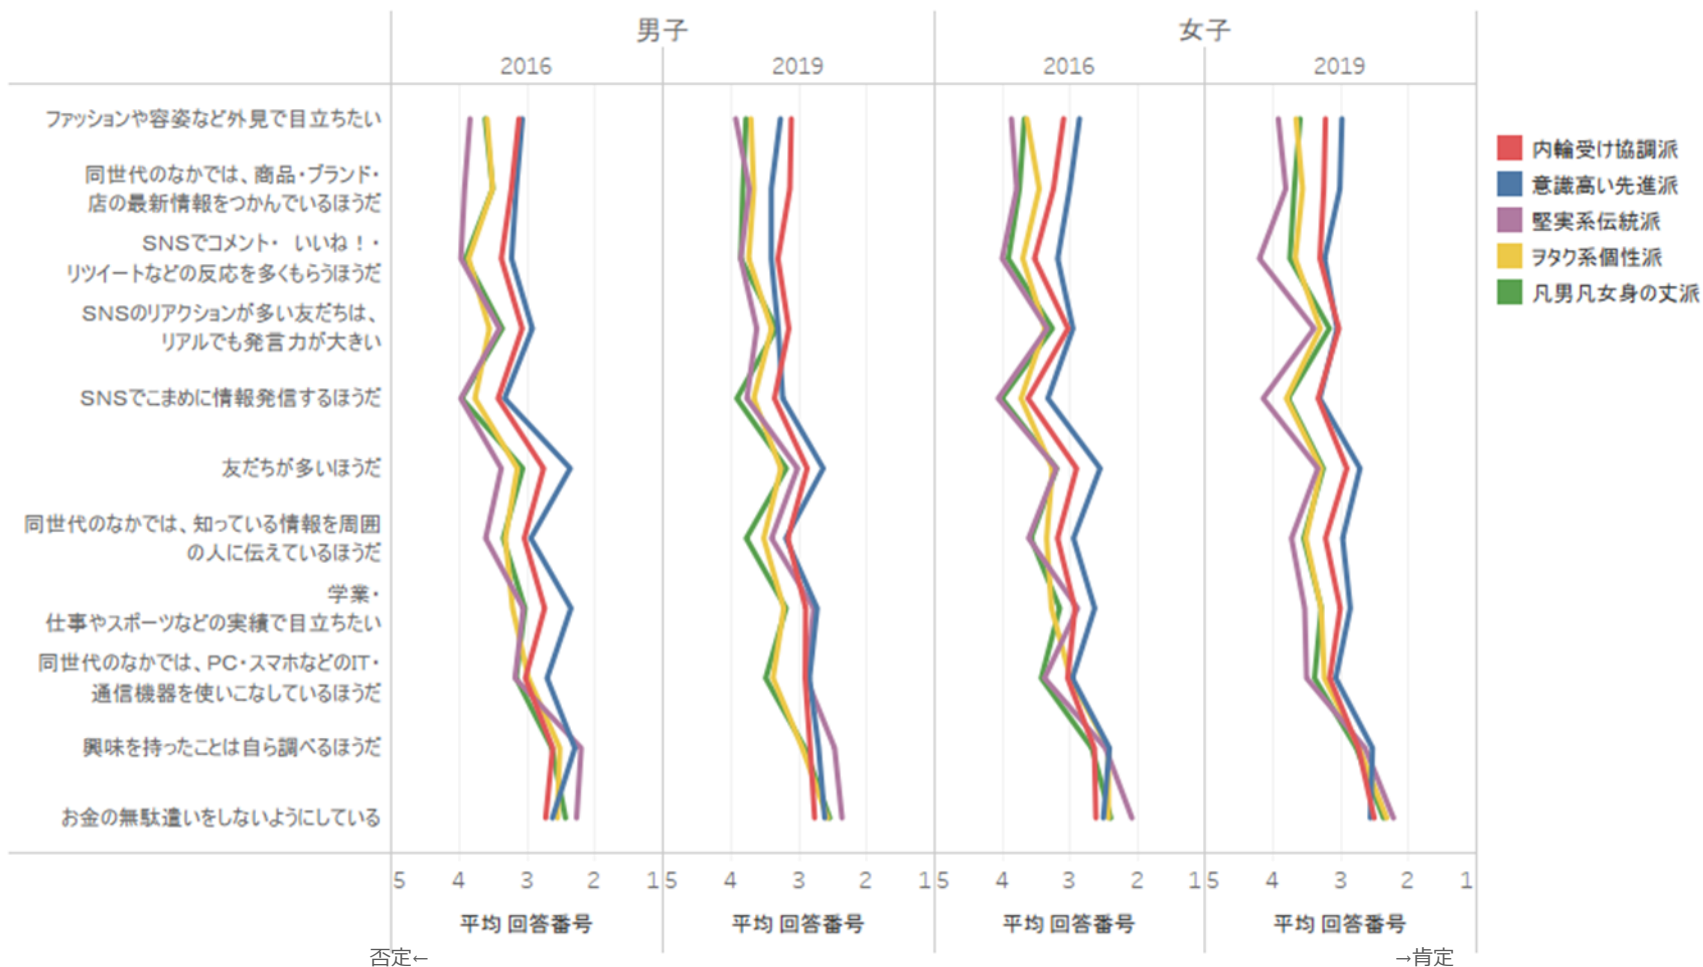 男子
女子
2016
2019
2016
2019
ファッションや容姿など外見で目立ちたい
同世代のなかでは、商品・ブランド・
店の最新情報をつかんでいるほうだ
SNSでコメント・ いいね！・
リツイートなどの反応を多くもらうほうだ
SNSのリアクションが多い友だちは、
リアルでも発言力が大きい
SNSでこまめに情報発信するほうだ
友だちが多いほうだ
同世代のなかでは、知っている情報を周囲
の人に伝えているほうだ
学業・
仕事やスポーツなどの実績で目立ちたい
同世代のなかでは、PC・スマホなどのIT・
通信機器を使いこなしているほうだ
興味を持ったことは自ら調べるほうだ
お金の無駄遣いをしないようにしている
内輪受け協調派
意識高い先進派
堅実系伝統派
ヲタク系個性派
凡男凡女身の丈派
5 4 3 2 1
5 4 3 2 1
5 4 3 2 1
5 4 3 2 1
平均 回答番号
平均 回答番号
平均 回答番号
平均 回答番号
否定←
→肯定